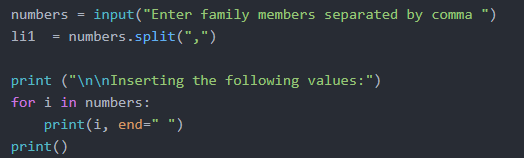 numbers = input("Enter family members separated by comma ")
li1  = numbers.split(",")

print ("\n\nInserting the following values:")
for i in numbers:
    print(i, end=" ")
print()